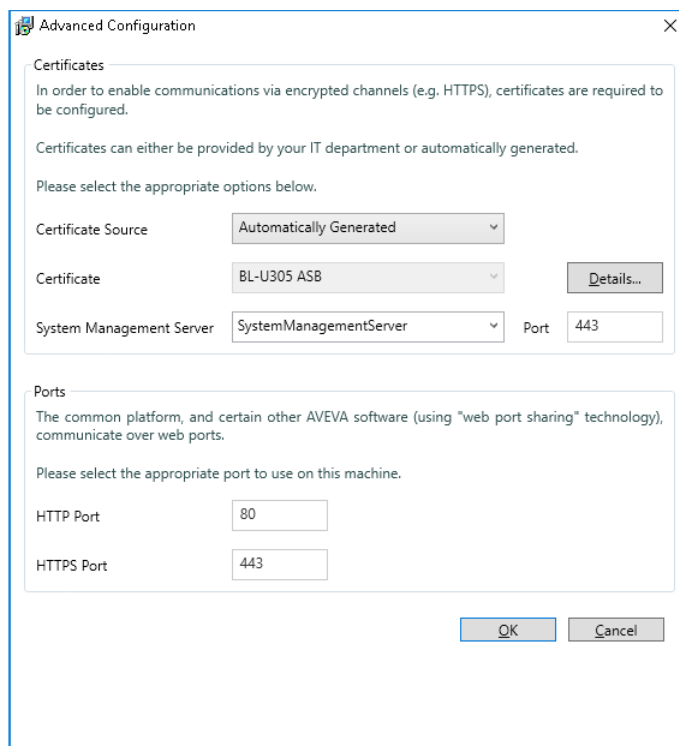 Advanced Configuration
Certificates
In order to enable communications via encrypted channels (e.g. HTTPS), certificates are required to
be configured.
Certificates can either be provided by your IT department or automatically generated.
Please select the appropriate options below.
Certificate Source Automatically Generated
Certificate BL-U305 ASB Details...
System Management Server SystemManagementServer Port 443
Ports
The common platform, and certain other AVEVA software (using "web port sharing" technology),
communicate over web ports.
Please select the appropriate port to use on this machine.
HTTP Port 80
HTTPS Port 443
OK Cancel